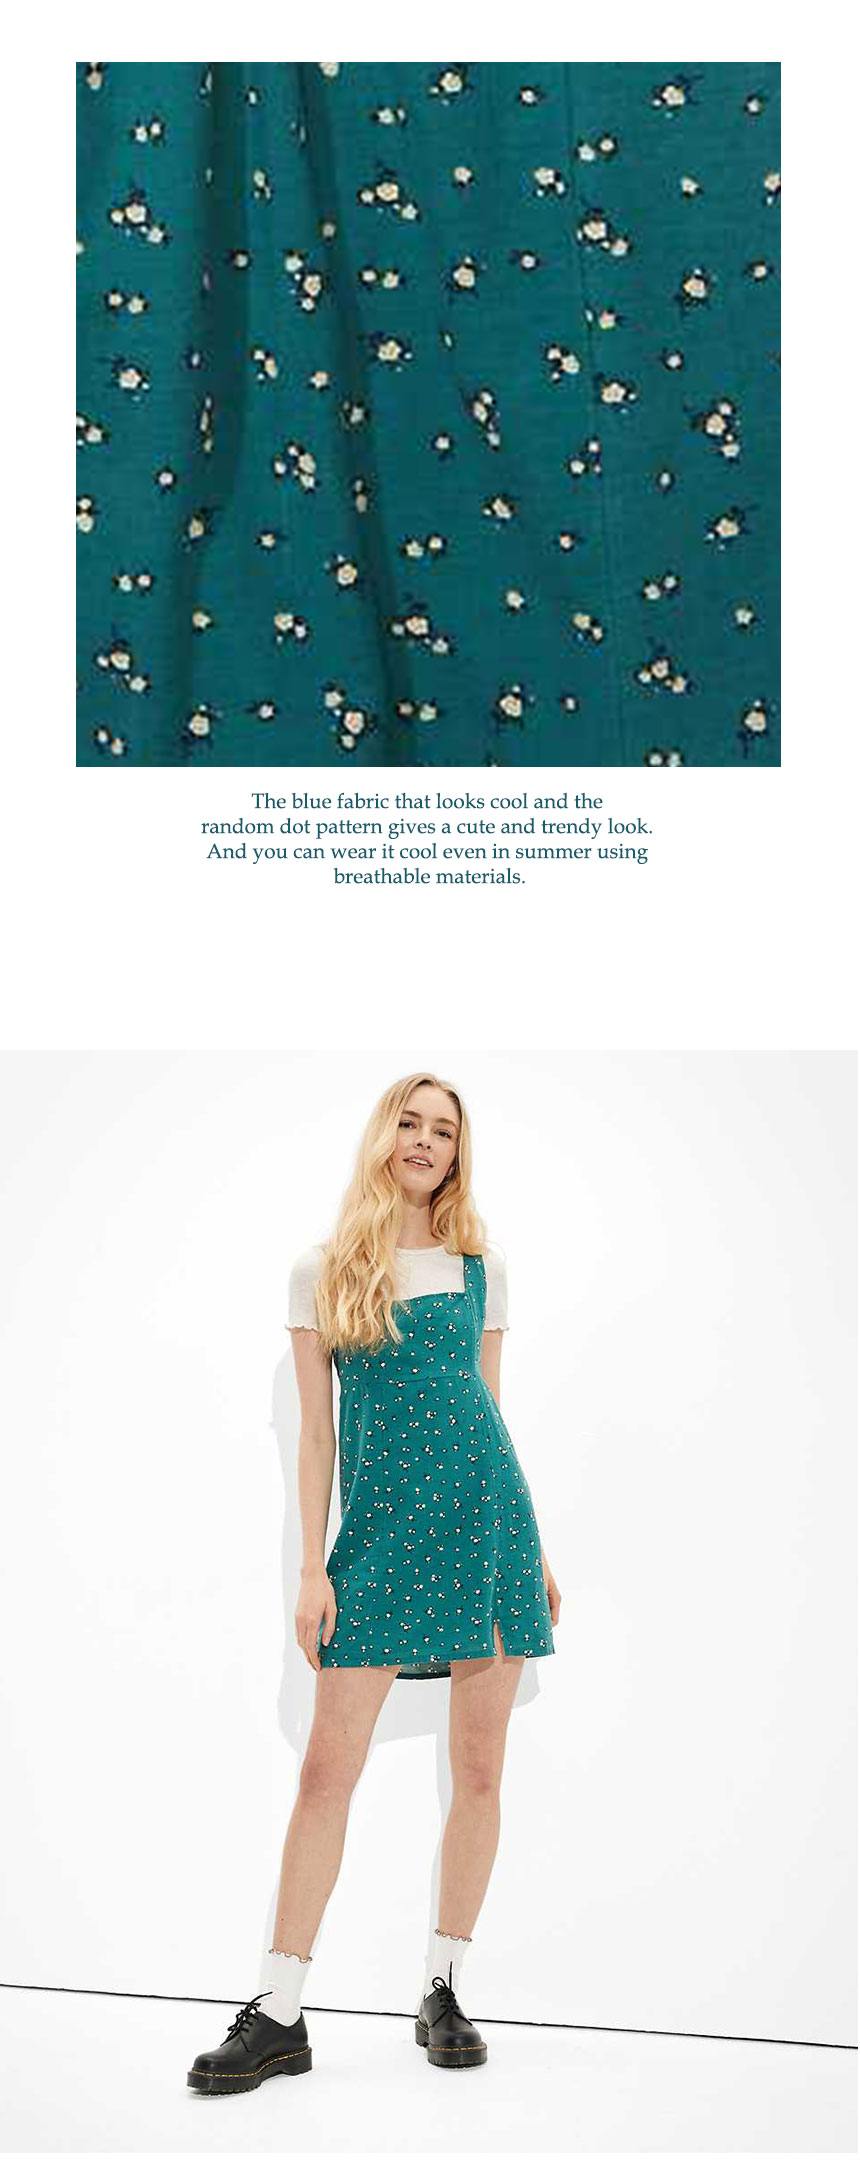 The blue fabric that looks cool and the
random dot pattern gives a cute and trendy look.
And you can wear it cool even in summer using
breathable materials.